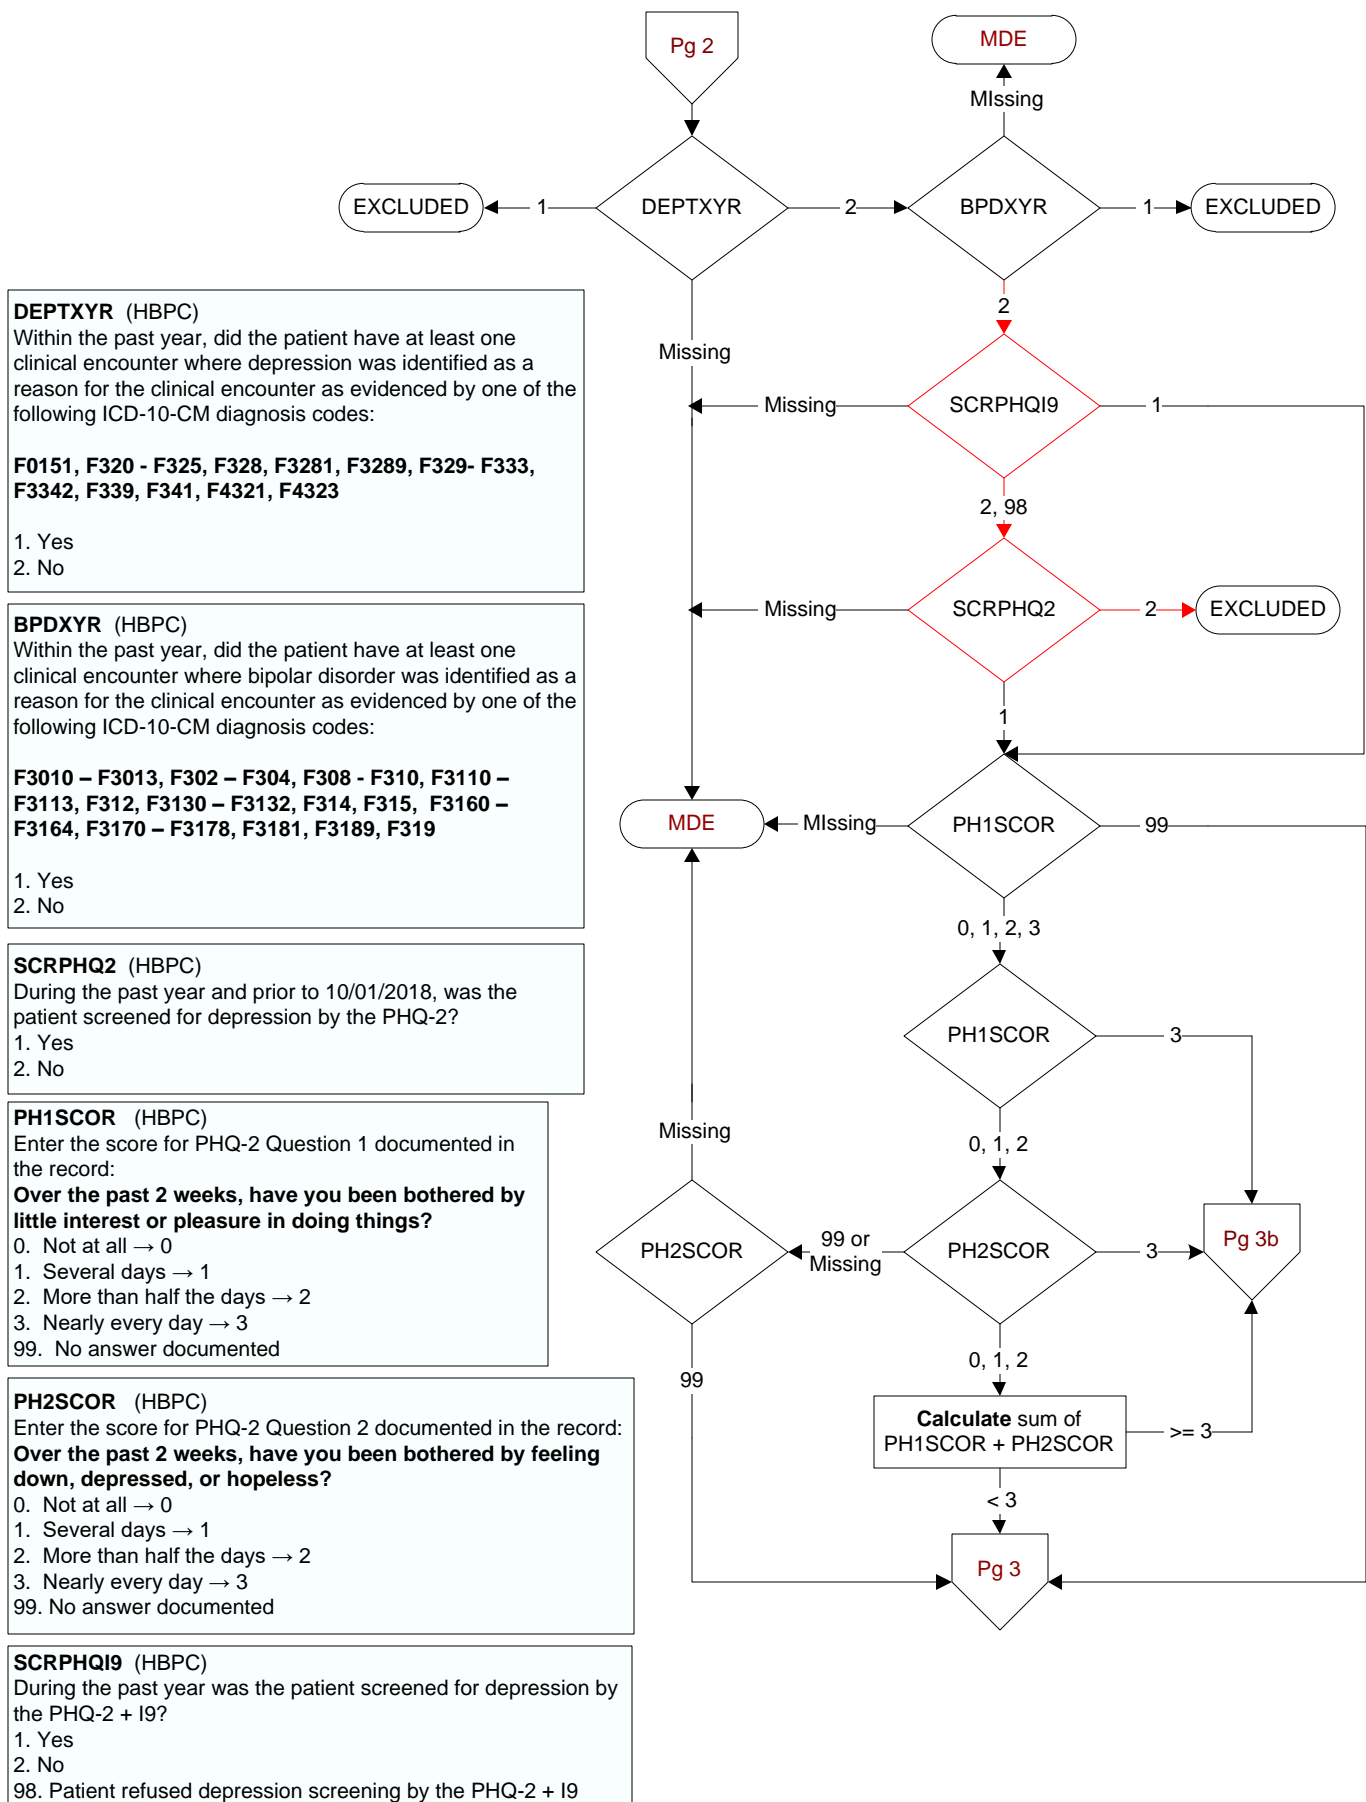 Pg 2
MDE
MIssing
EXCLUDED
1
DEPTXYR
2
BPDXYR
1
EXCLUDED
2
Missing
Missing
SCRPHQI9
1
2, 98
Missing
SCRPHQ2
2
EXCLUDED
1
MDE
MIssing
PH1SCOR
99
0, 1, 2, 3
PH1SCOR
3
0, 1, 2
Missing
PH2SCOR
99 or
Missing
PH2SCOR
3
Pg 3b
0, 1, 2
99
Calculate sum of
PH1SCOR + PH2SCOR
>= 3
< 3
Pg 3
DEPTXYR (HBPC)
Within the past year, did the patient have at least one
clinical encounter where depression was identified as a
reason for the clinical encounter as evidenced by one of the
following ICD-10-CM diagnosis codes:
F0151, F320 - F325, F328, F3281, F3289, F329- F333,
F3342, F339, F341, F4321, F4323
1. Yes
2. No
BPDXYR (HBPC)
Within the past year, did the patient have at least one
clinical encounter where bipolar disorder was identified as a
reason for the clinical encounter as evidenced by one of the
following ICD-10-CM diagnosis codes:
F3010 – F3013, F302 – F304, F308 - F310, F3110 –
F3113, F312, F3130 – F3132, F314, F315, F3160 –
F3164, F3170 – F3178, F3181, F3189, F319
1. Yes
2. No
SCRPHQ2 (HBPC)
During the past year and prior to 10/01/2018, was the
patient screened for depression by the PHQ-2?
1. Yes
2. No
PH1SCOR (HBPC)
Enter the score for PHQ-2 Question 1 documented in
the record:
Over the past 2 weeks, have you been bothered by
little interest or pleasure in doing things?
0. Not at all → 0
1. Several days → 1
2. More than half the days → 2
3. Nearly every day → 3
99. No answer documented
PH2SCOR (HBPC)
Enter the score for PHQ-2 Question 2 documented in the record:
Over the past 2 weeks, have you been bothered by feeling
down, depressed, or hopeless?
0. Not at all → 0
1. Several days → 1
2. More than half the days → 2
3. Nearly every day → 3
99. No answer documented
SCRPHQI9 (HBPC)
During the past year was the patient screened for depression by
the PHQ-2 + I9?
1. Yes
2. No
98. Patient refused depression screening by the PHQ-2 + I9